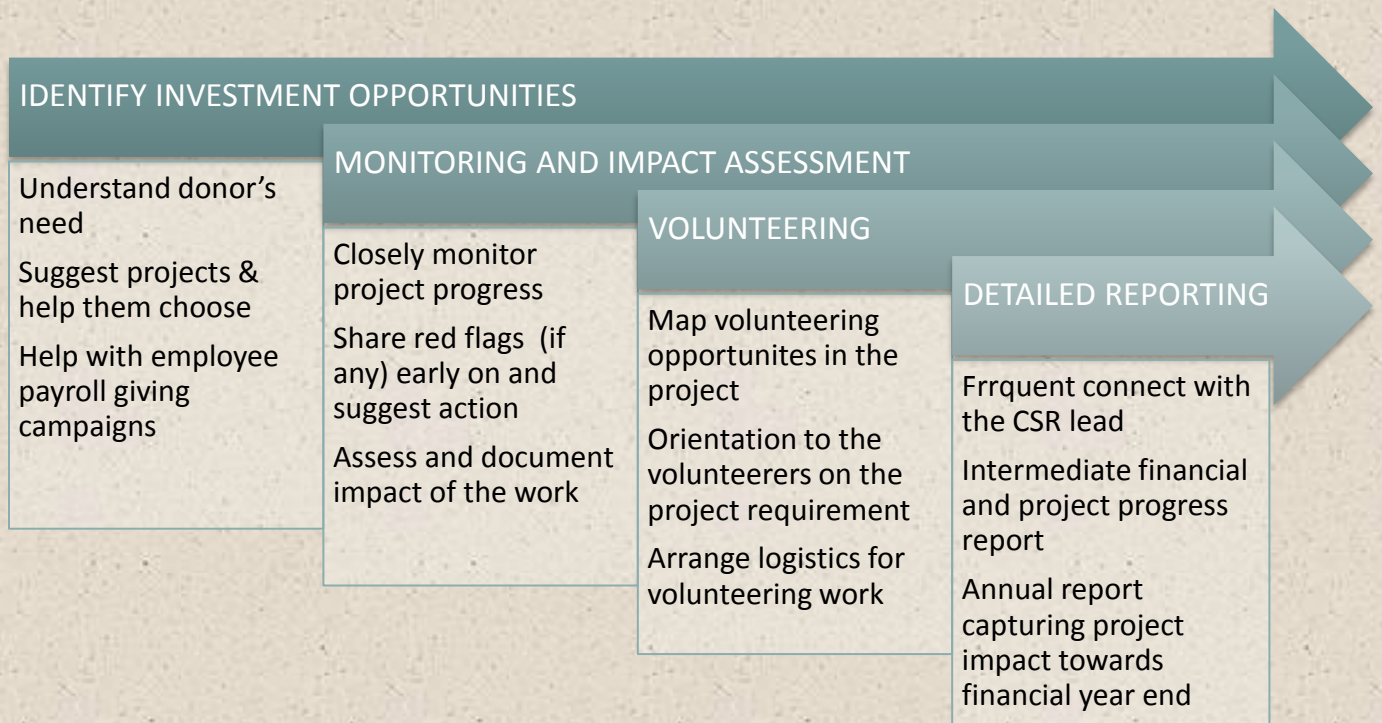 IDENTIFY INVESTMENT OPPORTUNITIES
Understand donor’s
need
Suggest projects &
help them choose
Help with employee
payroll giving
campaigns
MONITORING AND IMPACT ASSESSMENT
Closely monitor
project progress
Share red flags  (if
any) early on and
suggest action
Assess and document
impact of the work
VOLUNTEERING
Map volunteering
opportunites in the
project
Orientation to the
volunteerers on the
project requirement
Arrange logistics for
volunteering work
DETAILED REPORTING
Frrquent connect with
the CSR lead
Intermediate financial
and project progress
report
Annual report
capturing project
impact towards
financial year end